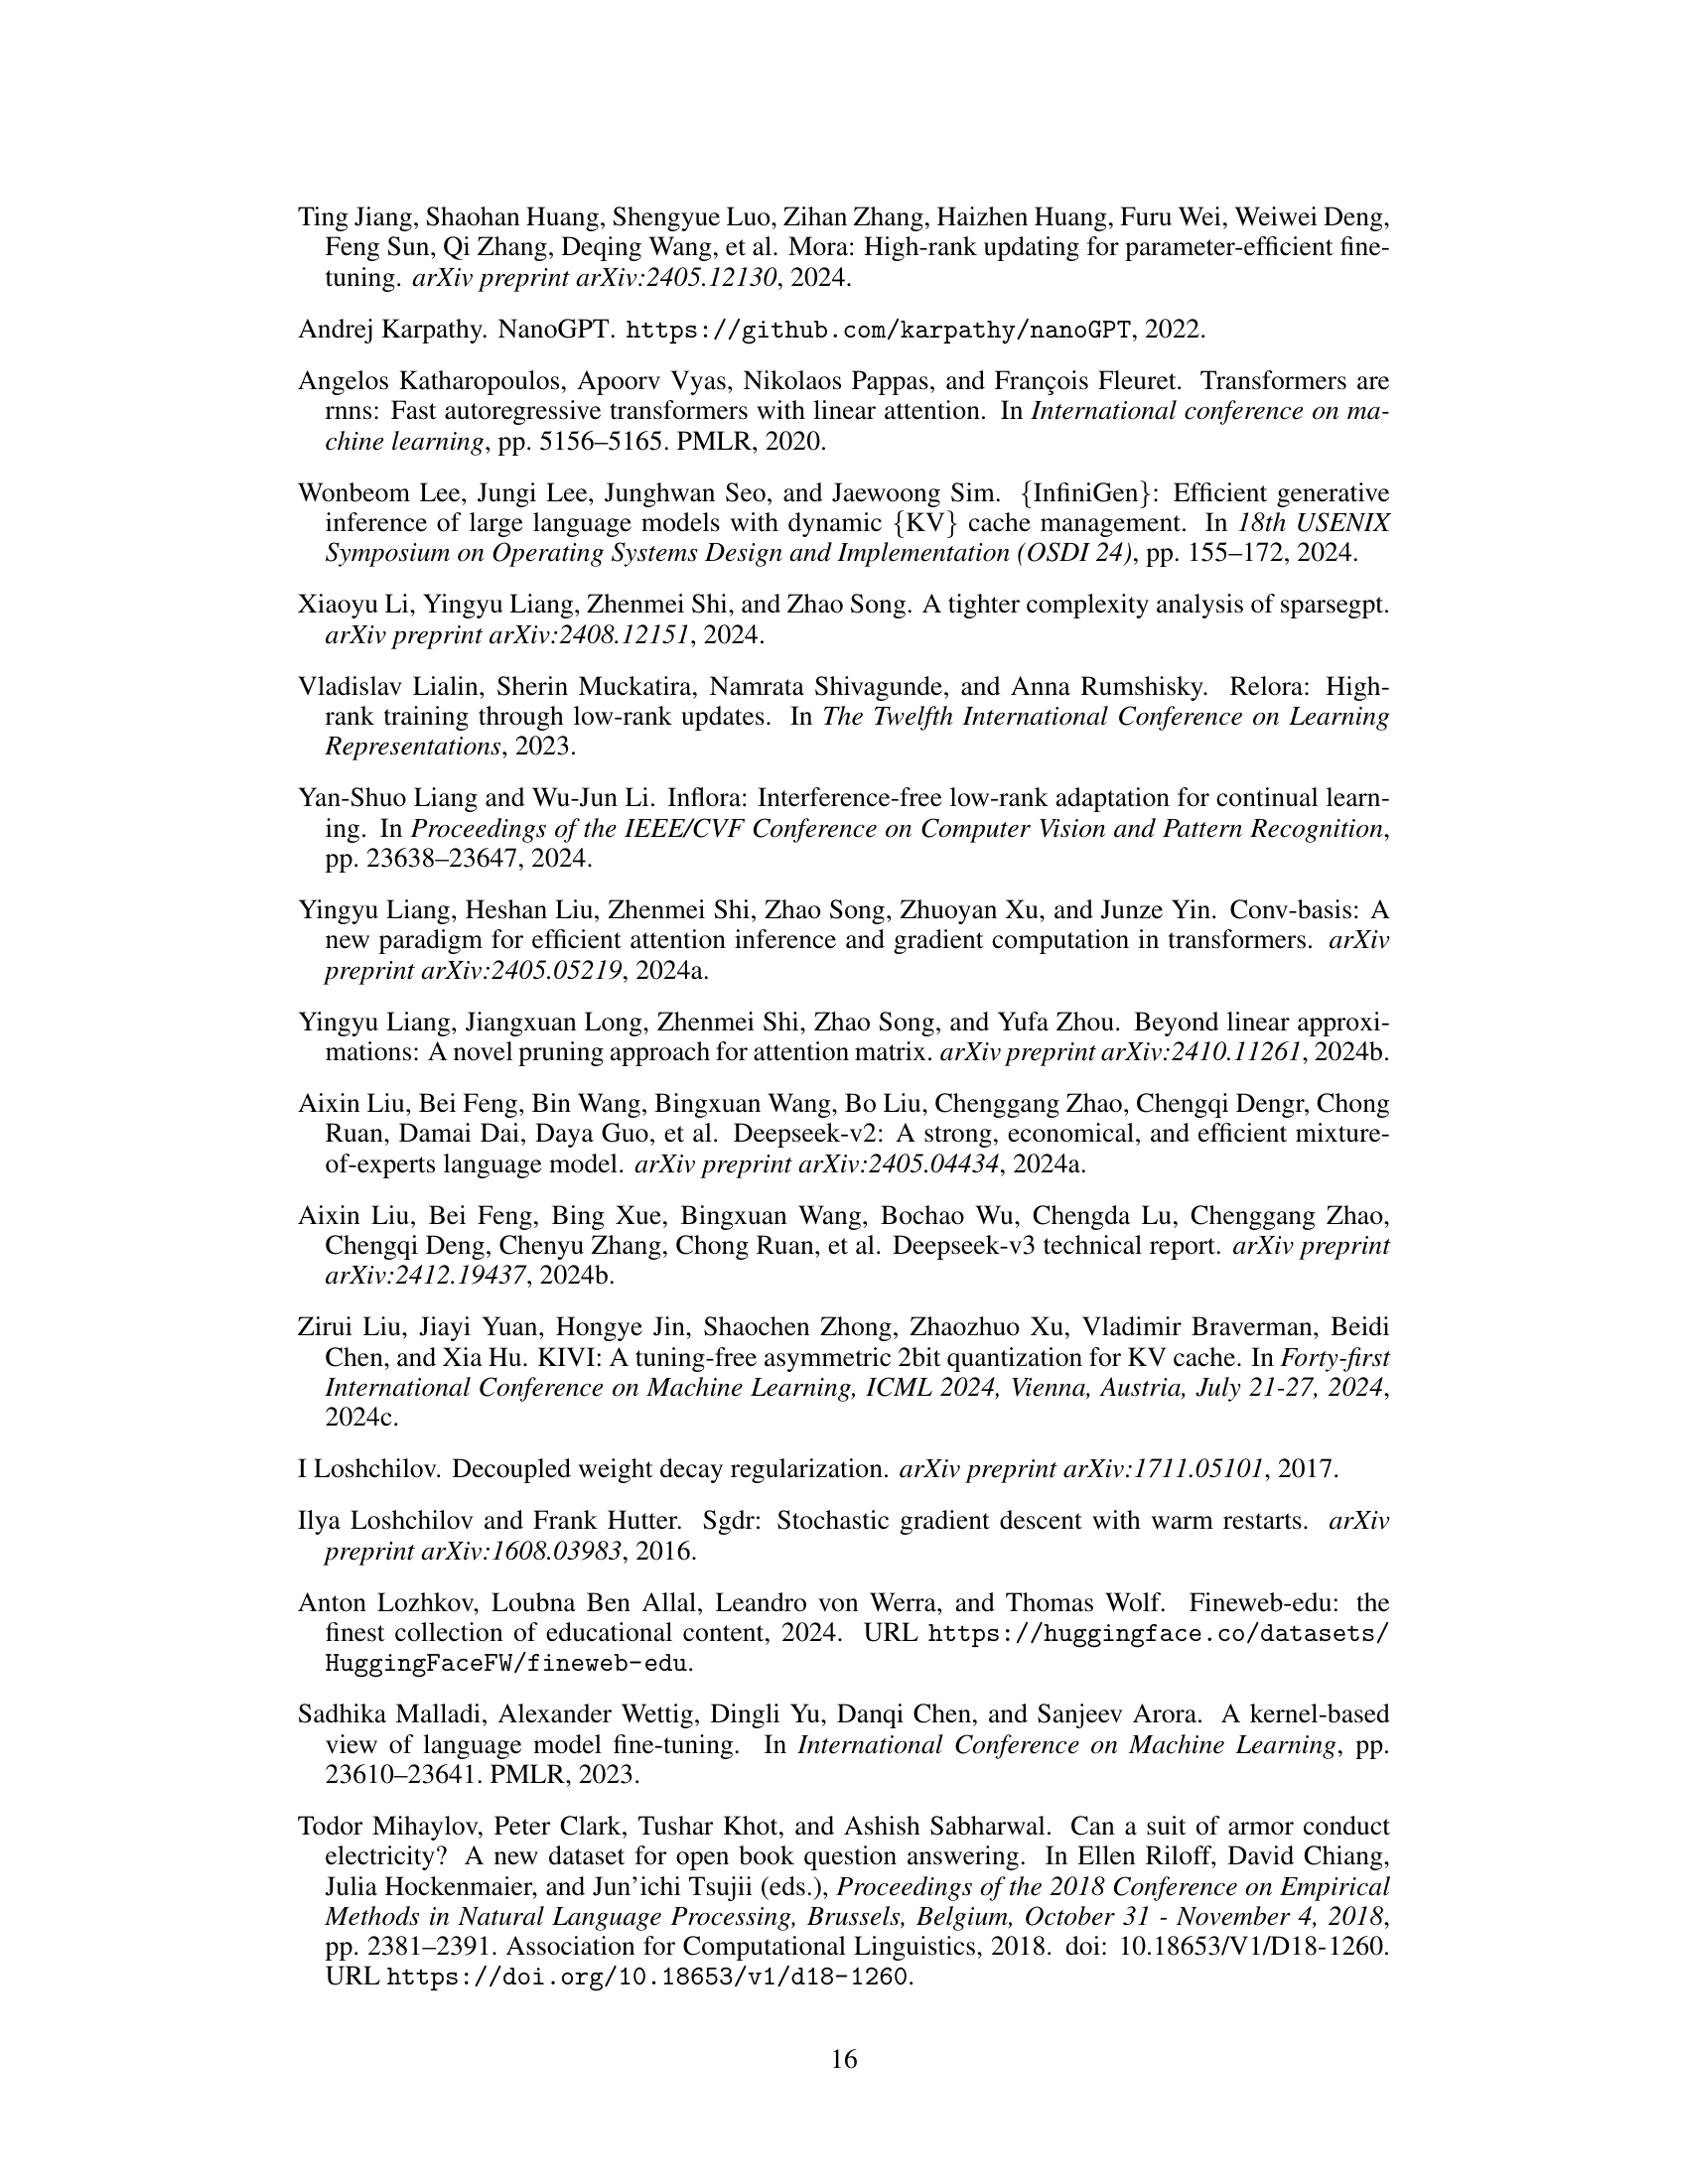 Ting Jiang, Shaohan Huang, Shengyue Luo, Zihan Zhang, Haizhen Huang, Furu Wei, Weiwei Deng,
Feng Sun, Qi Zhang, Deqing Wang, et al. Mora: High-rank updating for parameter-efficient fine-
tuning. arXiv preprint arXiv:2405.12130, 2024.
Andrej Karpathy. NanoGPT. https://github.com/karpathy/nanoGPT, 2022.
Angelos Katharopoulos, Apoorv Vyas, Nikolaos Pappas, and François Fleuret. Transformers are
rnns: Fast autoregressive transformers with linear attention. In International conference on ma-
chine learning, pp. 5156–5165. PMLR, 2020.
Wonbeom Lee, Jungi Lee, Junghwan Seo, and Jaewoong Sim. {InfiniGen}: Efficient generative
inference of large language models with dynamic {KV} cache management. In 18th USENIX
Symposium on Operating Systems Design and Implementation (OSDI 24), pp. 155–172, 2024.
Xiaoyu Li, Yingyu Liang, Zhenmei Shi, and Zhao Song. A tighter complexity analysis of sparsegpt.
arXiv preprint arXiv:2408.12151, 2024.
Vladislav Lialin, Sherin Muckatira, Namrata Shivagunde, and Anna Rumshisky. Relora: High-
rank training through low-rank updates. In The Twelfth International Conference on Learning
Representations, 2023.
Yan-Shuo Liang and Wu-Jun Li. Inflora: Interference-free low-rank adaptation for continual learn-
ing. In Proceedings of the IEEE/CVF Conference on Computer Vision and Pattern Recognition,
pp. 23638–23647, 2024.
Yingyu Liang, Heshan Liu, Zhenmei Shi, Zhao Song, Zhuoyan Xu, and Junze Yin. Conv-basis: A
new paradigm for efficient attention inference and gradient computation in transformers. arXiv
preprint arXiv:2405.05219, 2024a.
Yingyu Liang, Jiangxuan Long, Zhenmei Shi, Zhao Song, and Yufa Zhou. Beyond linear approxi-
mations: A novel pruning approach for attention matrix. arXiv preprint arXiv:2410.11261, 2024b.
Aixin Liu, Bei Feng, Bin Wang, Bingxuan Wang, Bo Liu, Chenggang Zhao, Chengqi Dengr, Chong
Ruan, Damai Dai, Daya Guo, et al. Deepseek-v2: A strong, economical, and efficient mixture-
of-experts language model. arXiv preprint arXiv:2405.04434, 2024a.
Aixin Liu, Bei Feng, Bing Xue, Bingxuan Wang, Bochao Wu, Chengda Lu, Chenggang Zhao,
Chengqi Deng, Chenyu Zhang, Chong Ruan, et al. Deepseek-v3 technical report. arXiv preprint
arXiv:2412.19437, 2024b.
Zirui Liu, Jiayi Yuan, Hongye Jin, Shaochen Zhong, Zhaozhuo Xu, Vladimir Braverman, Beidi
Chen, and Xia Hu. KIVI: A tuning-free asymmetric 2bit quantization for KV cache. In Forty-first
International Conference on Machine Learning, ICML 2024, Vienna, Austria, July 21-27, 2024,
2024c.
I Loshchilov. Decoupled weight decay regularization. arXiv preprint arXiv:1711.05101, 2017.
Ilya Loshchilov and Frank Hutter. Sgdr: Stochastic gradient descent with warm restarts. arXiv
preprint arXiv:1608.03983, 2016.
Anton Lozhkov, Loubna Ben Allal, Leandro von Werra, and Thomas Wolf. Fineweb-edu: the
finest collection of educational content, 2024. URL https://huggingface.co/datasets/
HuggingFaceFW/fineweb-edu.
Sadhika Malladi, Alexander Wettig, Dingli Yu, Danqi Chen, and Sanjeev Arora. A kernel-based
view of language model fine-tuning. In International Conference on Machine Learning, pp.
23610–23641. PMLR, 2023.
Todor Mihaylov, Peter Clark, Tushar Khot, and Ashish Sabharwal. Can a suit of armor conduct
electricity? A new dataset for open book question answering. In Ellen Riloff, David Chiang,
Julia Hockenmaier, and Jun'ichi Tsujii (eds.), Proceedings of the 2018 Conference on Empirical
Methods in Natural Language Processing, Brussels, Belgium, October 31 - November 4, 2018,
pp. 2381–2391. Association for Computational Linguistics, 2018. doi: 10.18653/V1/D18-1260.
URL https://doi.org/10.18653/v1/d18-1260.
16